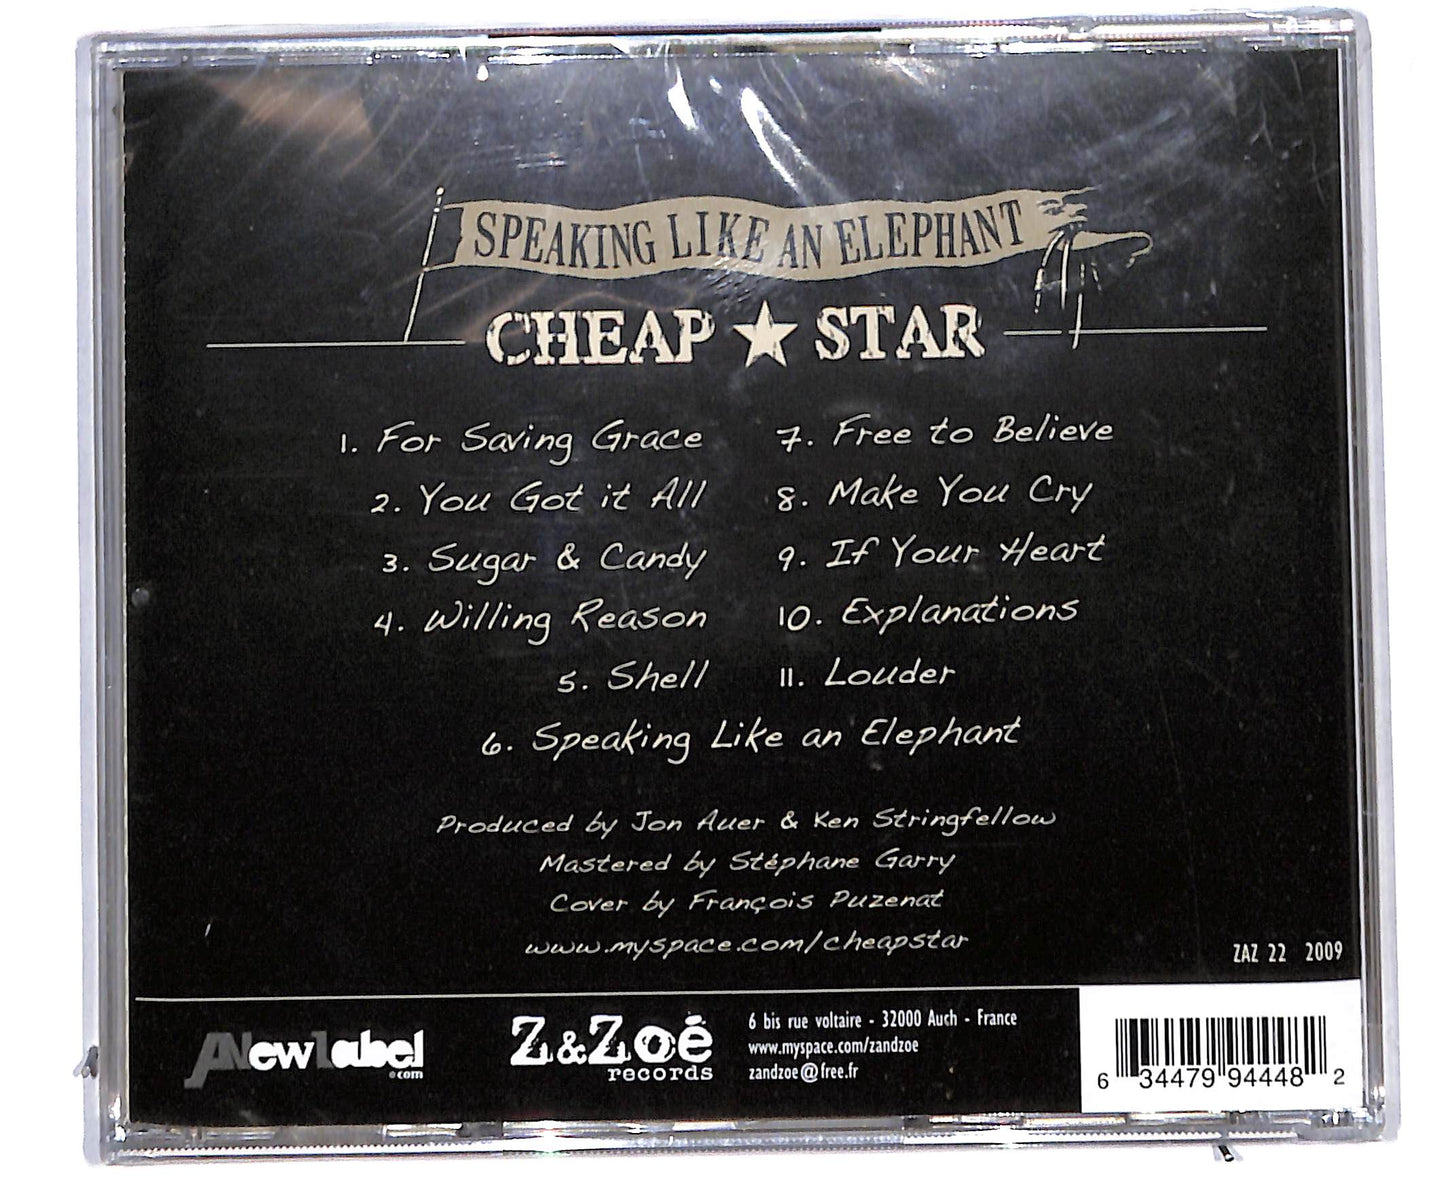 SPEAKING LIKE AN ELEPHANT
CHEAP ★ STAR
1. For Saving Grace
2. You Got it All
3. Sugar & Candy
4. Willing Reason
5. Shell
6. Speaking Like an Elephant
7. Free to Believe
8. Make You Cry
9. If Your Heart
10. Explanations
11. Louder
Produced by Jon Auer & Ken Stringfellow
Mastered by Stéphane Garry
Cover by François Puzenat
www.myspace.com/cheapstar
ZAZ 22 2009
ANew1abel
.com
Z&Zoé
records
6 bis rue voltaire - 32000 Auch - France
www.myspace.com/zandzoe
zandzoe@free.fr
6 34479 94448 2